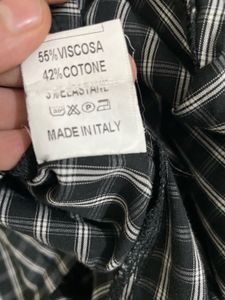 55%VISCOSA
42%COTONE
3%ELASTANE
MADE IN ITALY